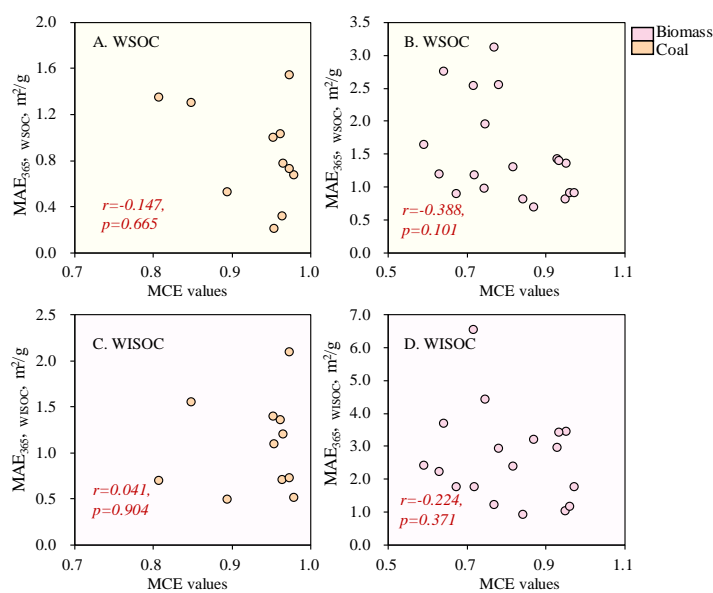 Biomass
Coal
A. WSOC
MAE365, WSOC, m²/g
2.0
1.6
1.2
0.8
0.4
0.0
r=-0.147,
p=0.665
0.7
0.8
0.9
1.0
MCE values
B. WSOC
MAE365, WSOC, m²/g
3.5
3.0
2.5
2.0
1.5
1.0
0.5
0.0
r=-0.388,
p=0.101
0.5
0.7
0.9
1.1
MCE values
C. WISOC
MAE365, WISOC, m²/g
2.5
2.0
1.5
1.0
0.5
0.0
r=0.041,
p=0.904
0.7
0.8
0.9
1.0
MCE values
D. WISOC
MAE365, WISOC, m²/g
7.0
6.0
5.0
4.0
3.0
2.0
1.0
0.0
r=-0.224,
p=0.371
0.5
0.7
0.9
1.1
MCE values